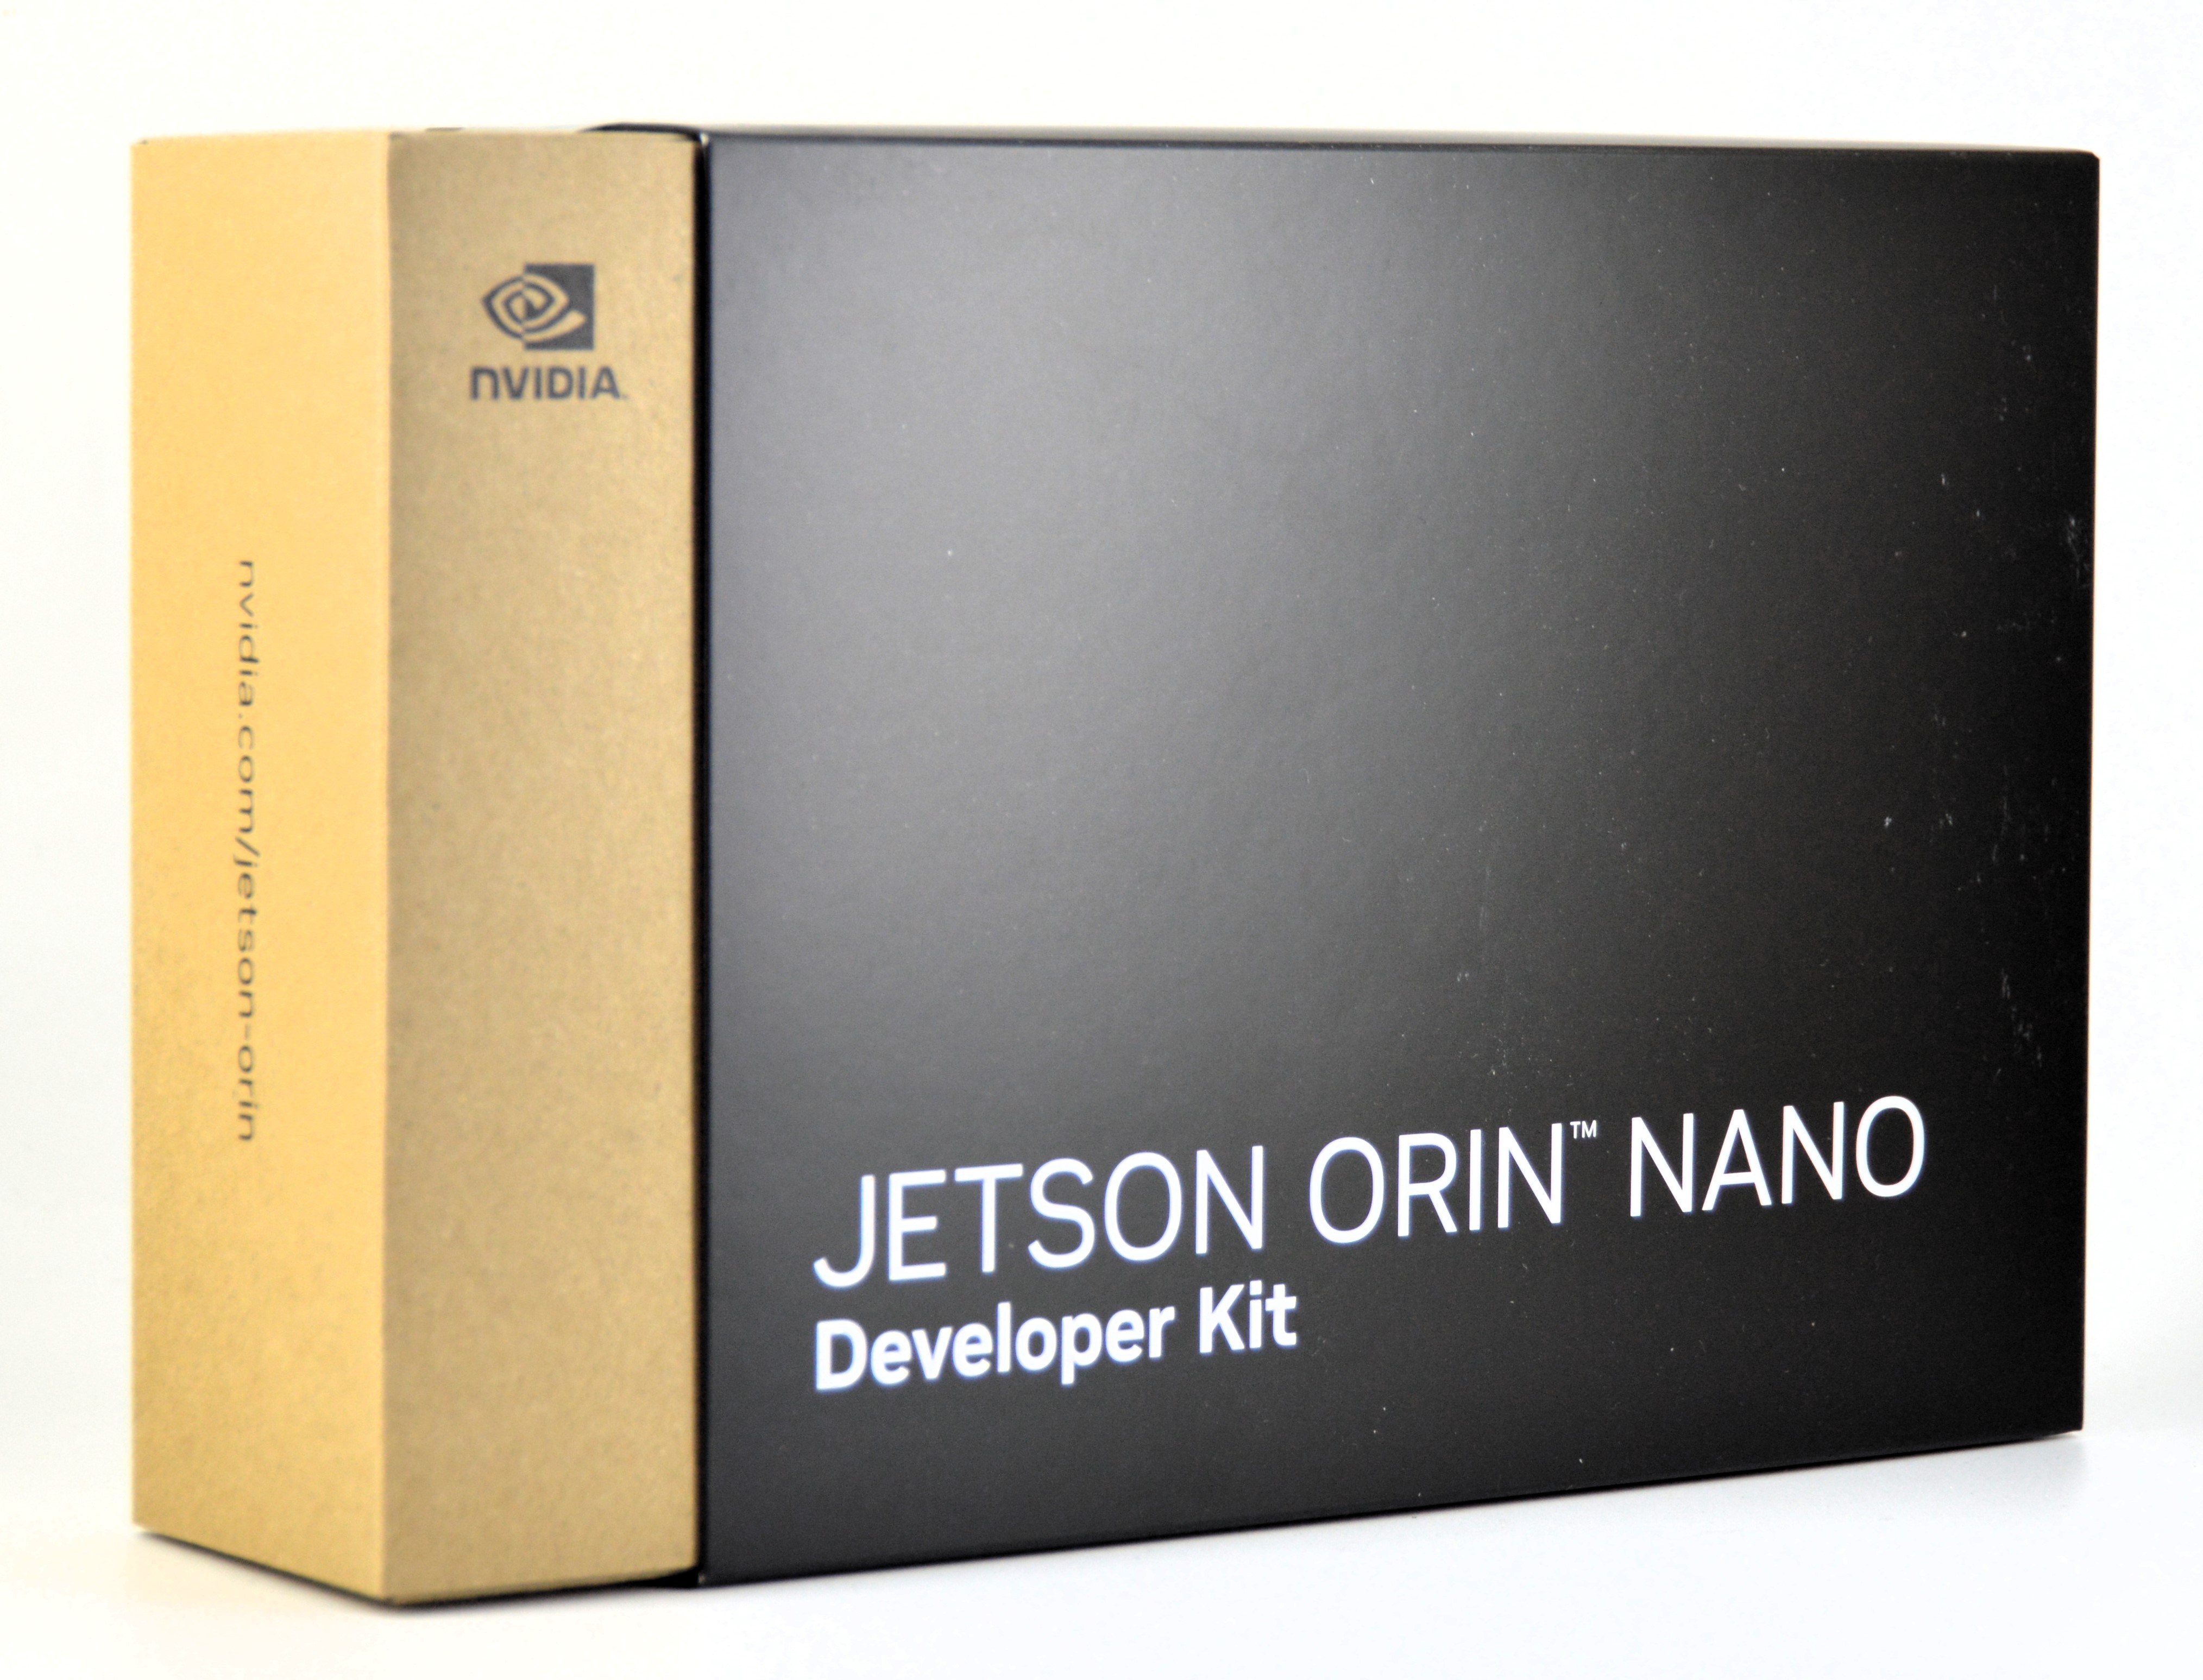 nvidia.com/jetson-orin
NVIDIA.
JETSON ORIN™ NANO
Developer Kit